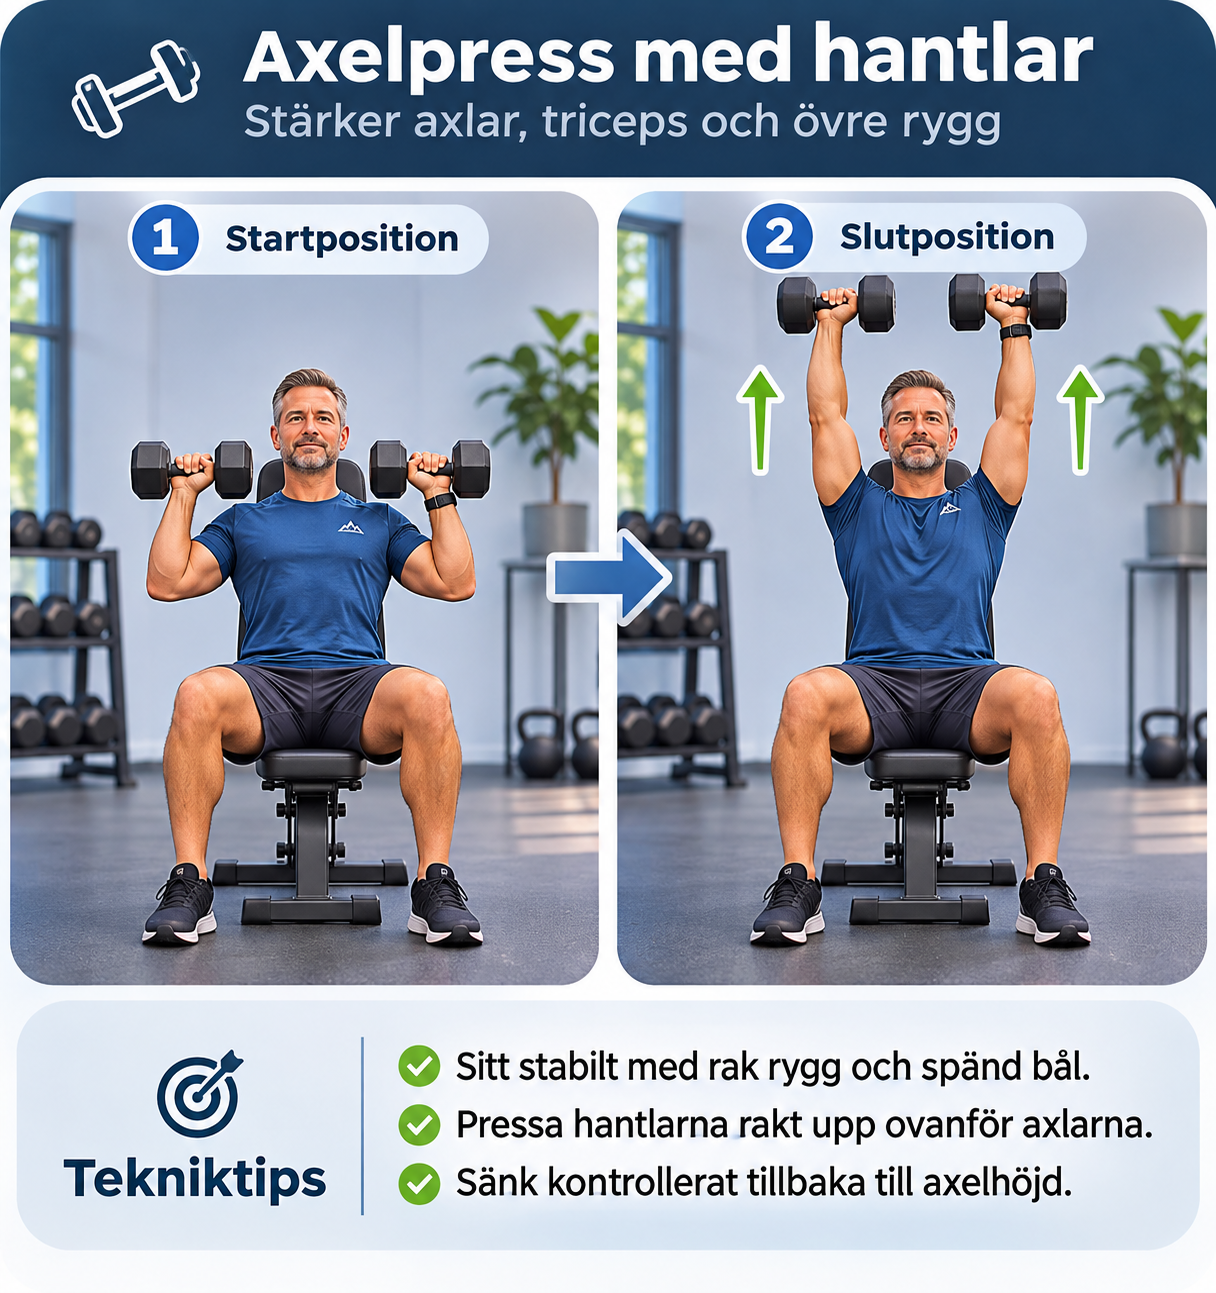 Axelpress med hantlar
Stärker axlar, triceps och övre rygg
1 Startposition
2 Slutposition
Tekniktips
Sitt stabilt med rak rygg och spänd bål.
Pressa hantlarna rakt upp ovanför axlarna.
Sänk kontrollerat tillbaka till axelhöjd.